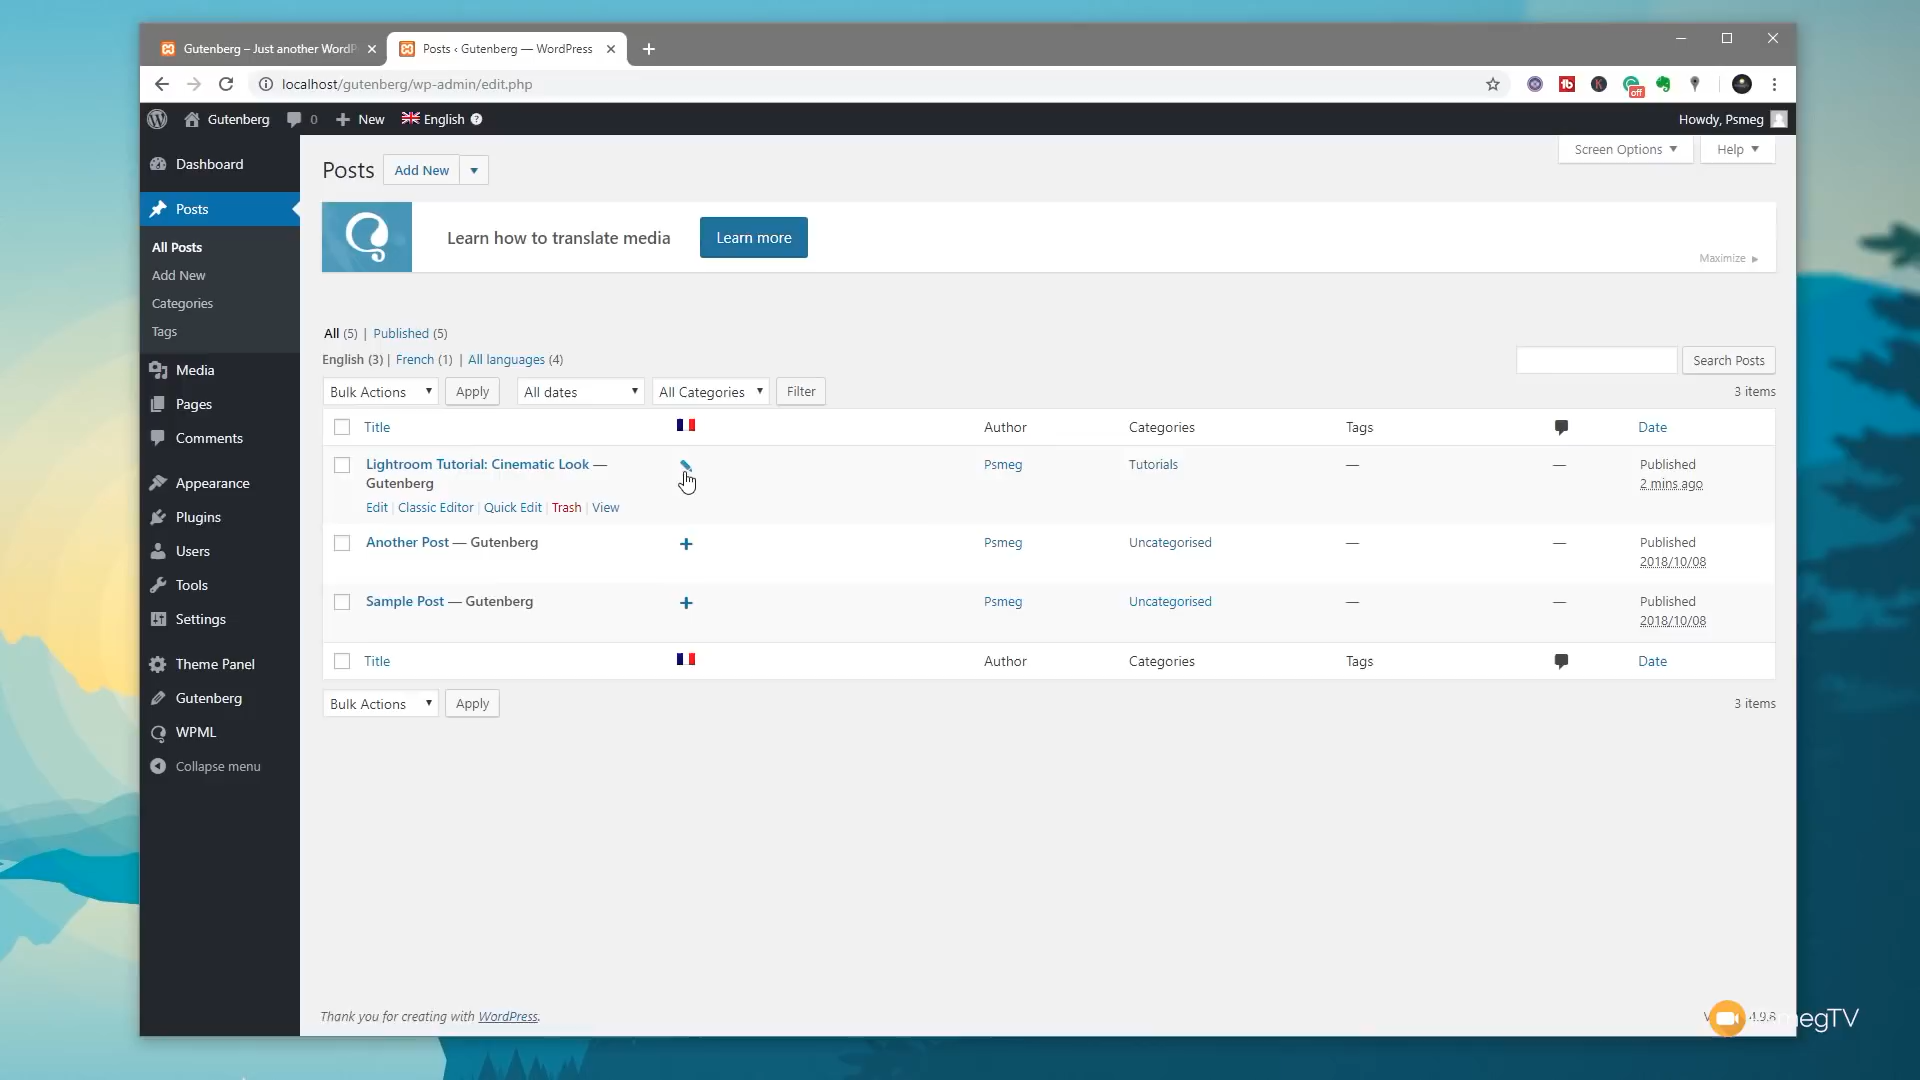 Gutenberg – Just another WordP
Posts ‹ Gutenberg — WordPress
localhost/gutenberg/wp-admin/edit.php
off
Gutenberg 0 New English
Howdy, Psmeg
Dashboard
Posts
All Posts
Add New
Categories
Tags
Media
Pages
Comments
Appearance
Plugins
Users
Tools
Settings
Theme Panel
Gutenberg
WPML
Collapse menu
Screen Options Help
Posts Add New
Learn how to translate media Learn more
Maximize
All (5) | Published (5)
English (3) | French (1) | All languages (4)
Search Posts
Bulk Actions Apply All dates All Categories Filter 3 items
Title Author Categories Tags Date
Lightroom Tutorial: Cinematic Look — Psmeg Tutorials — — Published
Gutenberg 2 mins ago
Edit | Classic Editor | Quick Edit | Trash | View
Another Post — Gutenberg Psmeg Uncategorised — — Published
2018/10/08
Sample Post — Gutenberg Psmeg Uncategorised — — Published
2018/10/08
Title Author Categories Tags Date
Bulk Actions Apply 3 items
Thank you for creating with WordPress.